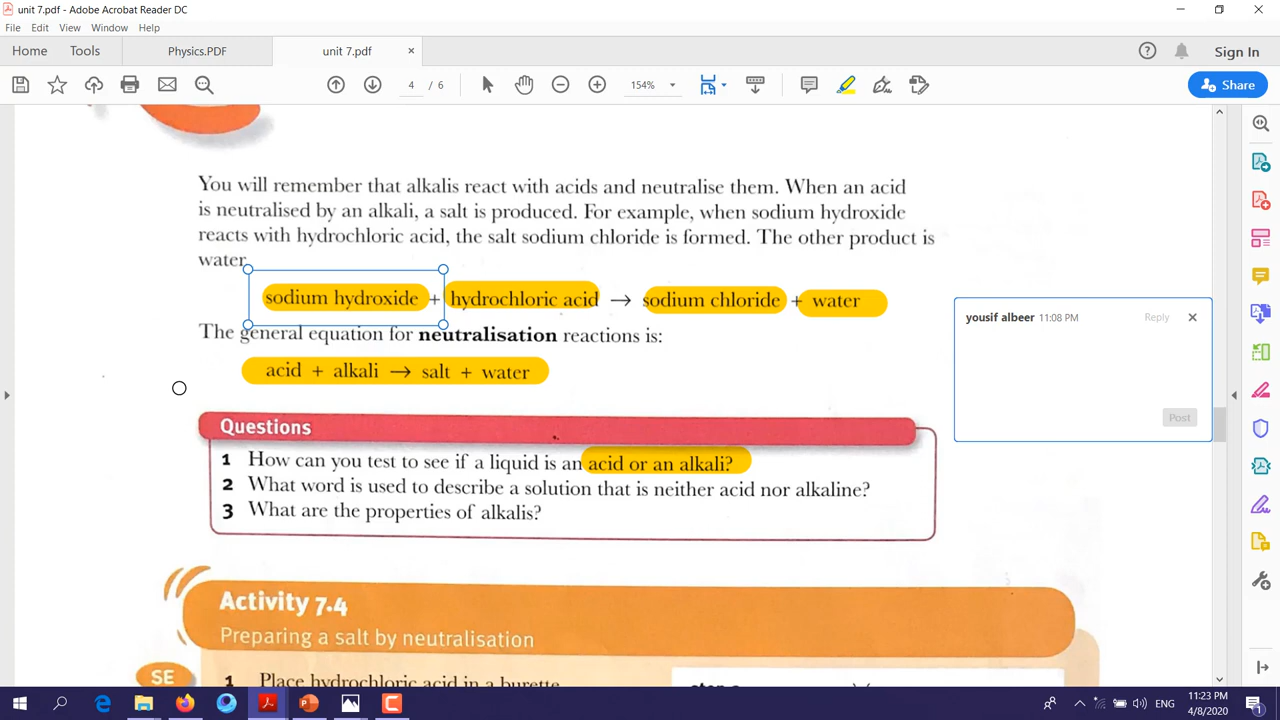 unit 7.pdf - Adobe Acrobat Reader DC
File Edit View Window Help
Home Tools Physics.PDF unit 7.pdf × Sign In
4 / 6 154% Share
You will remember that alkalis react with acids and neutralise them. When an acid
is neutralised by an alkali, a salt is produced. For example, when sodium hydroxide
reacts with hydrochloric acid, the salt sodium chloride is formed. The other product is
water.
sodium hydroxide + hydrochloric acid → sodium chloride + water
The general equation for neutralisation reactions is:
acid + alkali → salt + water
yousif albeer 11:08 PM Reply
Post
Questions
1 How can you test to see if a liquid is an acid or an alkali?
2 What word is used to describe a solution that is neither acid nor alkaline?
3 What are the properties of alkalis?
Activity 7.4
Preparing a salt by neutralisation
SE
1 Place hydrochloric acid in a burette
ENG 11:23 PM
4/8/2020 1